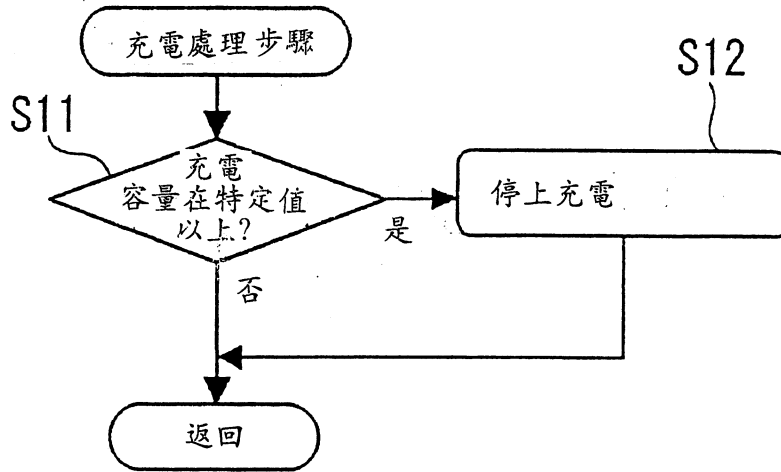 充電處理步驟
S11
S12
充電
容量在特定值
以上?
停上充電
是
否
返回